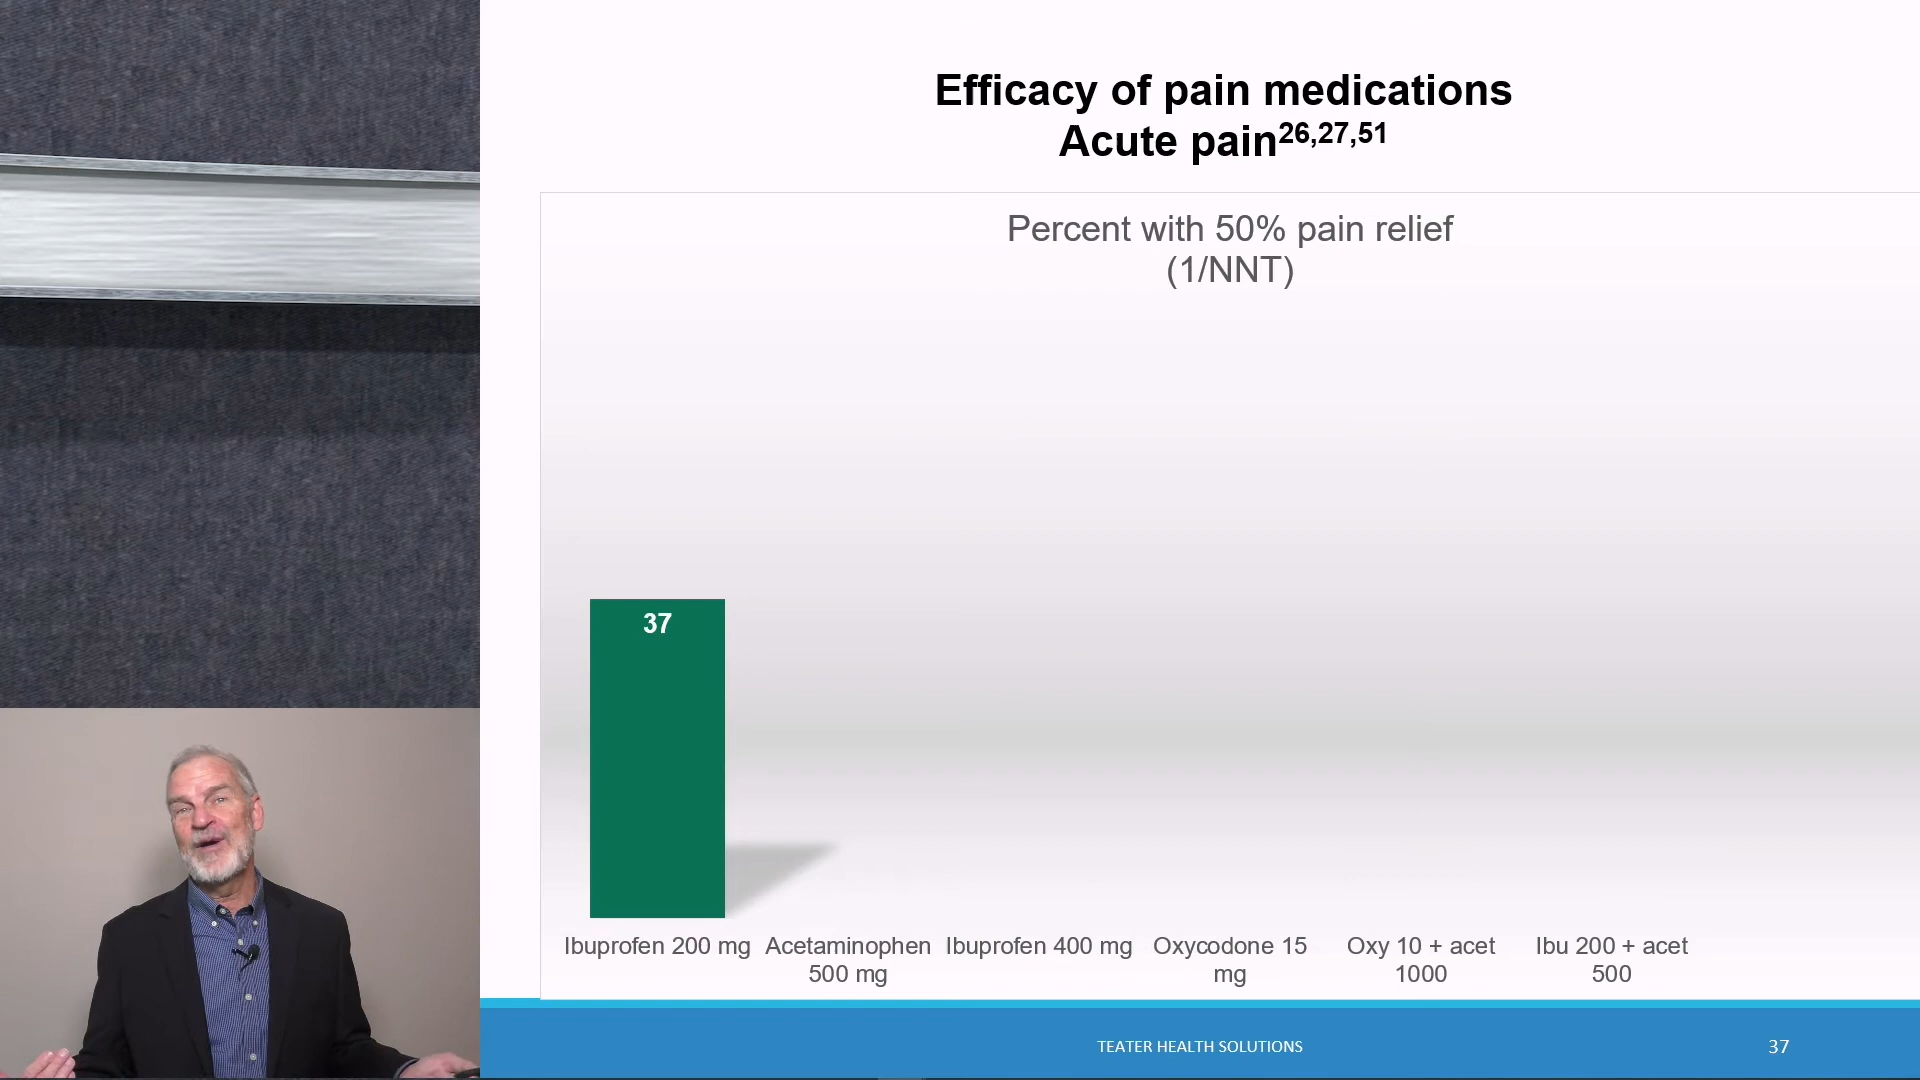 Efficacy of pain medications
Acute pain26,27,51
Percent with 50% pain relief
(1/NNT)
37
Ibuprofen 200 mg
Acetaminophen
500 mg
Ibuprofen 400 mg
Oxycodone 15
mg
Oxy 10 + acet
1000
Ibu 200 + acet
500
TEATER HEALTH SOLUTIONS
37